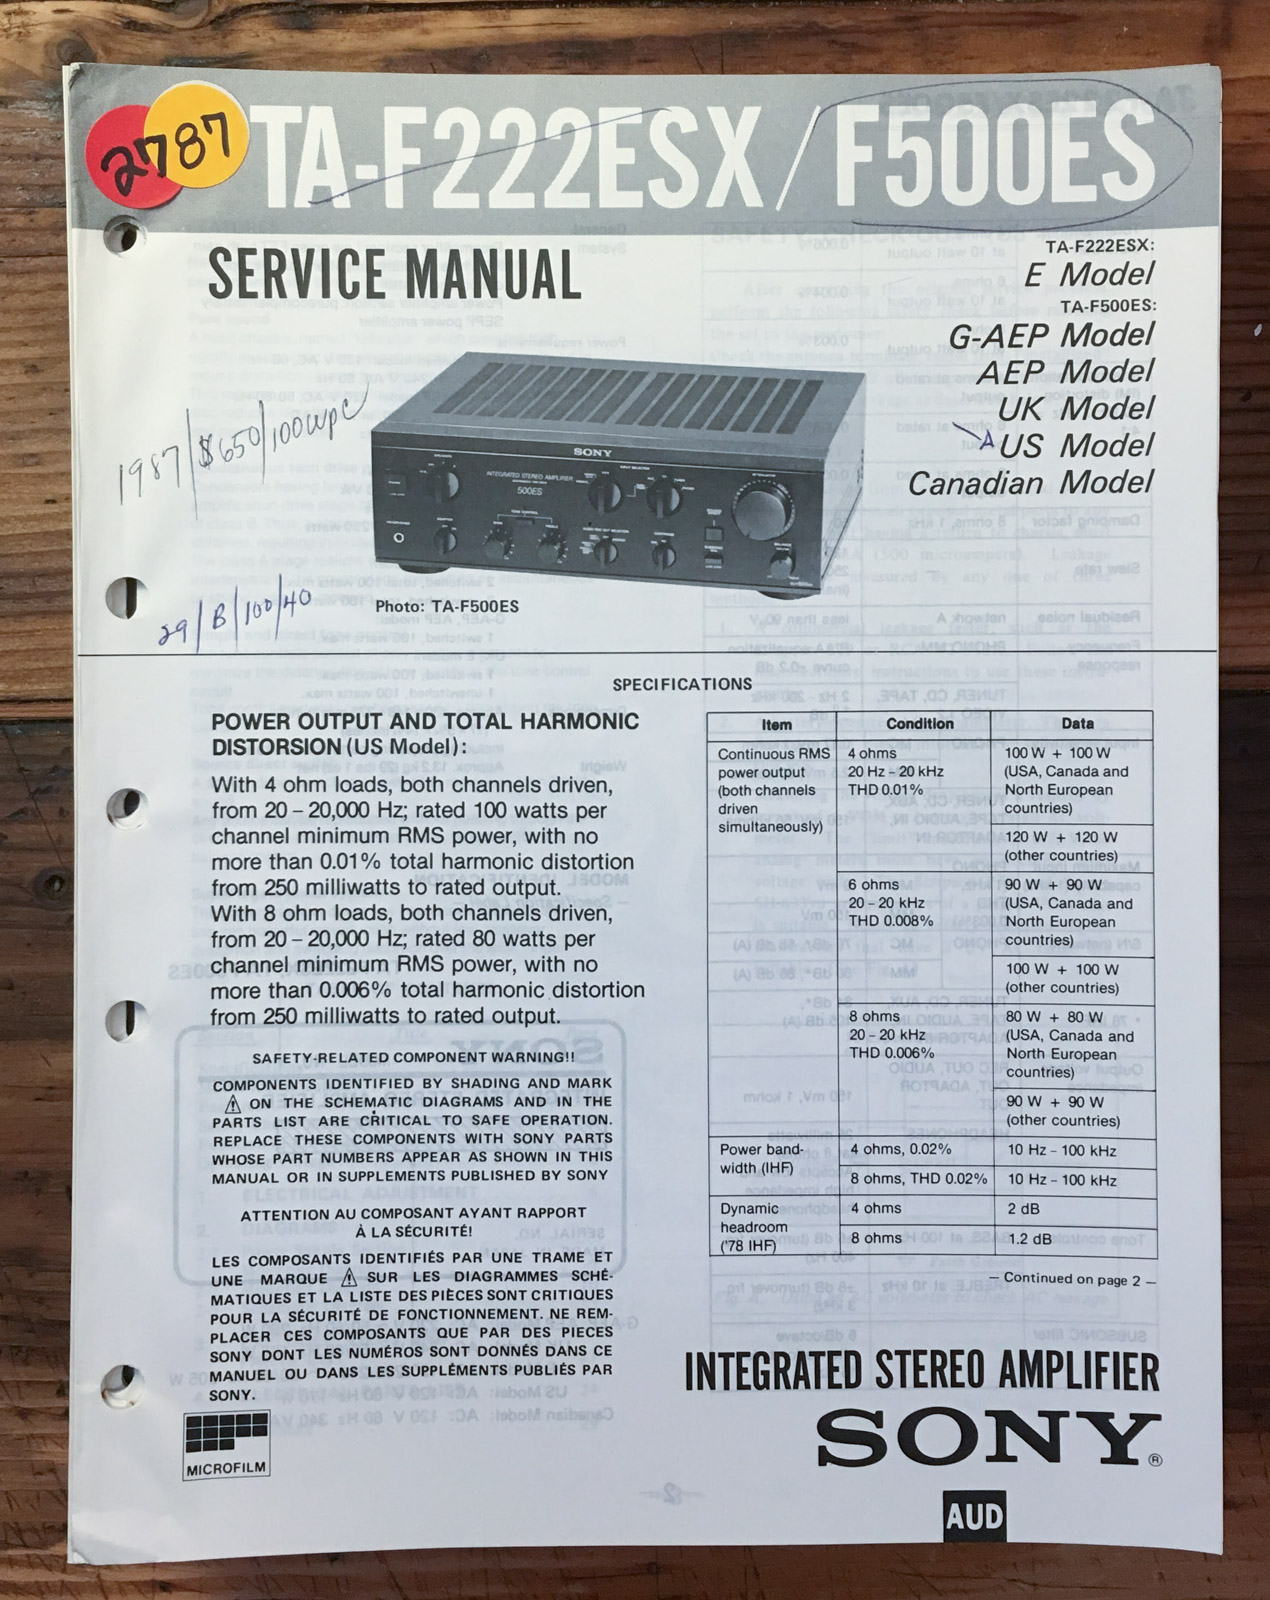 2787
TA-F222ESX/F500ES
SERVICE MANUAL
TA-F222ESX:
E Model
TA-F500ES:
G-AEP Model
AEP Model
UK Model
US Model
Canadian Model
1987/$650/100wpc
SONY
INTEGRATED STEREO AMPLIFIER
500ES
Photo: TA-F500ES
29/B/100/40
SPECIFICATIONS
POWER OUTPUT AND TOTAL HARMONIC
DISTORSION (US Model):
With 4 ohm loads, both channels driven,
from 20 – 20,000 Hz; rated 100 watts per
channel minimum RMS power, with no
more than 0.01% total harmonic distortion
from 250 milliwatts to rated output.
With 8 ohm loads, both channels driven,
from 20 – 20,000 Hz; rated 80 watts per
channel minimum RMS power, with no
more than 0.006% total harmonic distortion
from 250 milliwatts to rated output.
SAFETY-RELATED COMPONENT WARNING!!
COMPONENTS IDENTIFIED BY SHADING AND MARK
⚠ ON THE SCHEMATIC DIAGRAMS AND IN THE
PARTS LIST ARE CRITICAL TO SAFE OPERATION.
REPLACE THESE COMPONENTS WITH SONY PARTS
WHOSE PART NUMBERS APPEAR AS SHOWN IN THIS
MANUAL OR IN SUPPLEMENTS PUBLISHED BY SONY
ATTENTION AU COMPOSANT AYANT RAPPORT
À LA SÉCURITÉ!
LES COMPOSANTS IDENTIFIÉS PAR UNE TRAME ET
UNE MARQUE ⚠ SUR LES DIAGRAMMES SCHÉ-
MATIQUES ET LA LISTE DES PIÈCES SONT CRITIQUES
POUR LA SÉCURITÉ DE FONCTIONNEMENT. NE REM-
PLACER CES COMPOSANTS QUE PAR DES PIECES
SONY DONT LES NUMÉROS SONT DONNÉS DANS CE
MANUEL OU DANS LES SUPPLÉMENTS PUBLIÉS PAR
SONY.
MICROFILM
Item Condition Data
Continuous RMS 4 ohms 100 W + 100 W
power output 20 Hz – 20 kHz (USA, Canada and
(both channels THD 0.01% North European
driven countries)
simultaneously)
120 W + 120 W
(other countries)
6 ohms 90 W + 90 W
20 – 20 kHz (USA, Canada and
THD 0.008% North European
countries)
100 W + 100 W
(other countries)
8 ohms 80 W + 80 W
20 – 20 kHz (USA, Canada and
THD 0.006% North European
countries)
90 W + 90 W
(other countries)
Power band- 4 ohms, 0.02% 10 Hz – 100 kHz
width (IHF)
8 ohms, THD 0.02% 10 Hz – 100 kHz
Dynamic 4 ohms 2 dB
headroom
('78 IHF) 8 ohms 1.2 dB
— Continued on page 2 —
INTEGRATED STEREO AMPLIFIER
SONY®
AUD